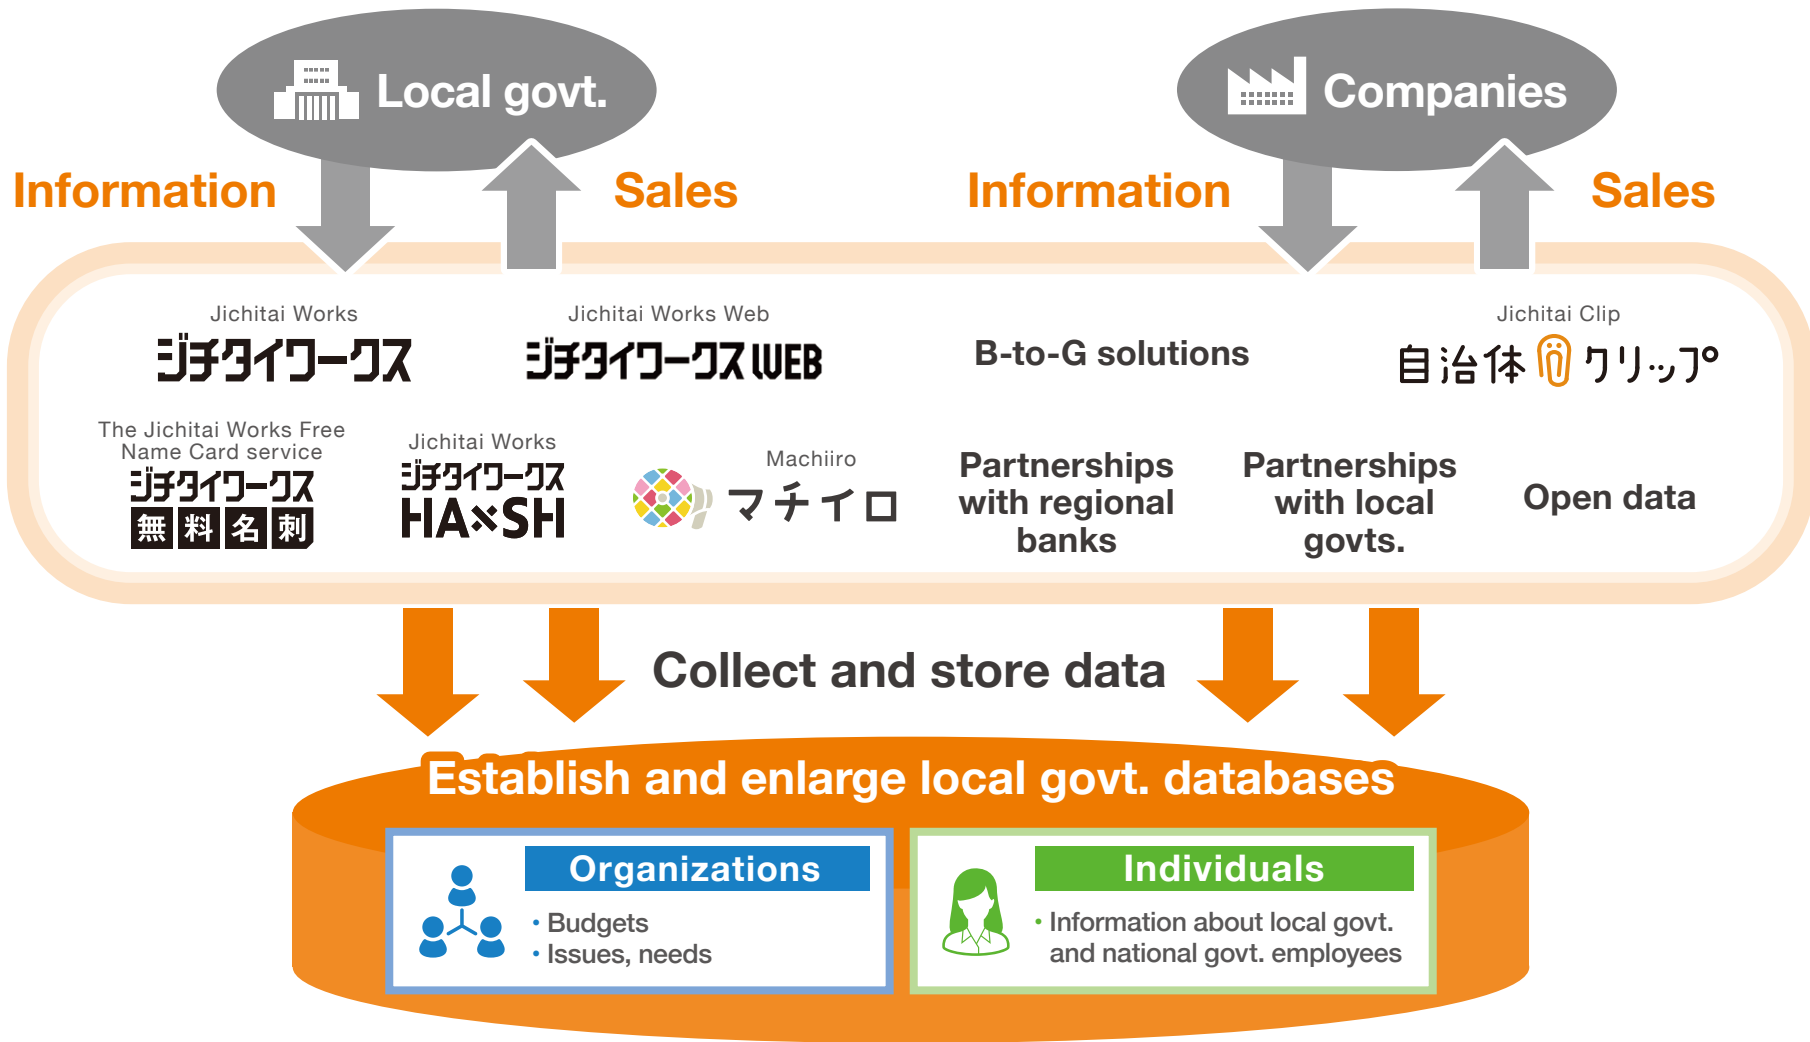 Local govt.
Companies
Information
Sales
Information
Sales
Jichitai Works
ジチタイワークス
Jichitai Works Web
ジチタイワークス WEB
B-to-G solutions
Jichitai Clip
自治体クリップ
The Jichitai Works Free
Name Card service
ジチタイワークス
無料名刺
Jichitai Works
ジチタイワークス
HA×SH
Machiiro
マチイロ
Partnerships
with regional
banks
Partnerships
with local
govts.
Open data
Collect and store data
Establish and enlarge local govt. databases
Organizations
・Budgets
・Issues, needs
Individuals
・Information about local govt.
and national govt. employees